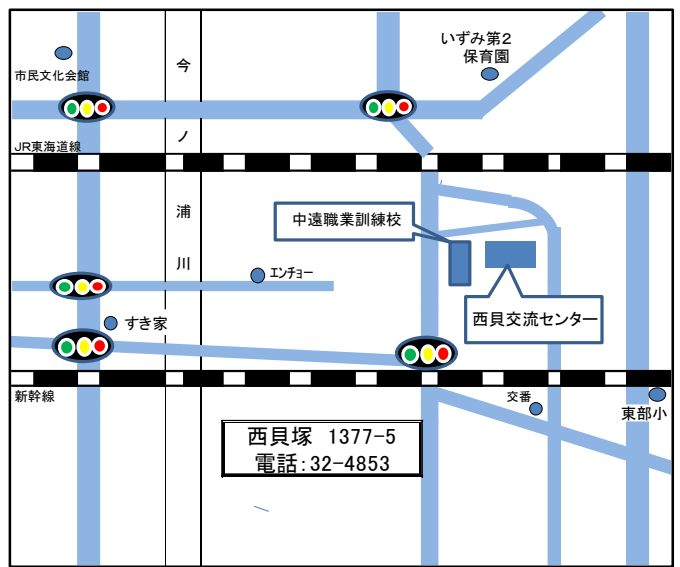 いずみ第2
保育園
市民文化会館
今ノ浦川
JR東海道線
中遠職業訓練校
エンチョー
西貝交流センター
すき家
新幹線
交番
東部小
西貝塚 1377-5
電話:32-4853